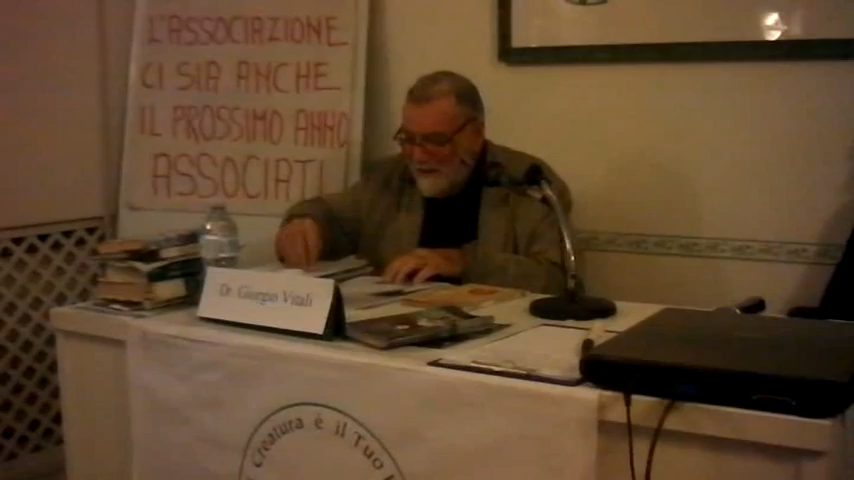 L'ASSOCIAZIONE
CI SIA ANCHE
IL PROSSIMO ANNO
ASSOCIATI
Dr. Giorgio Vitali
Creatura è il Tuo